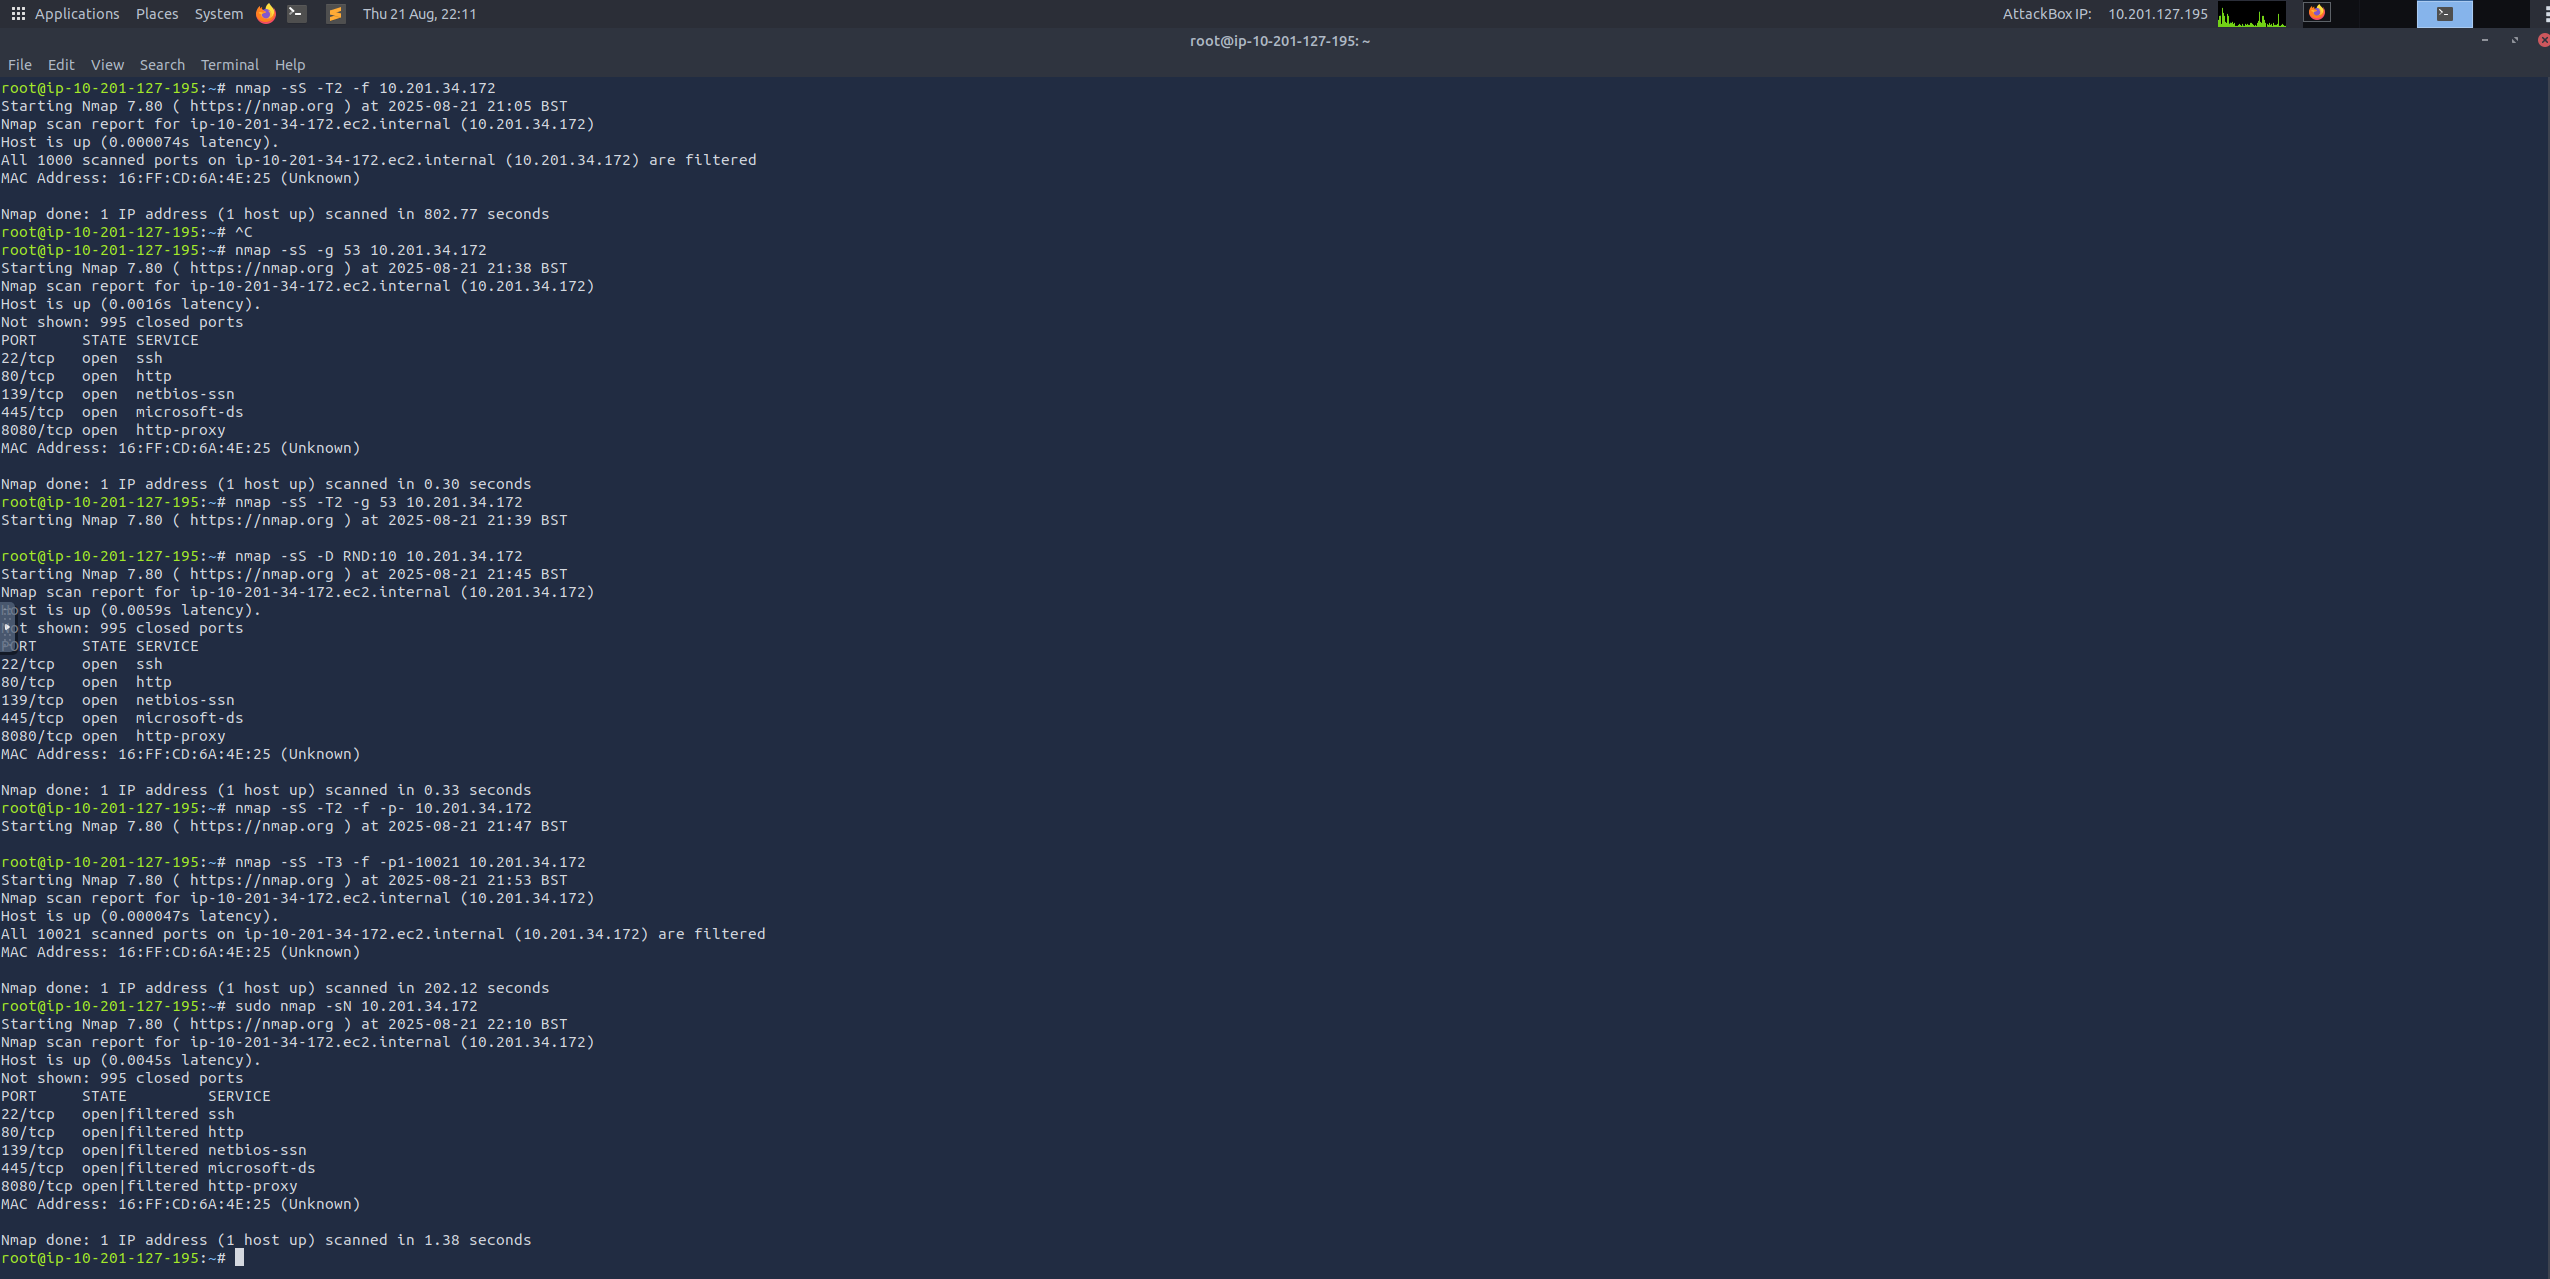 Applications Places System Thu 21 Aug, 22:11 AttackBox IP: 10.201.127.195
root@ip-10-201-127-195: ~
File Edit View Search Terminal Help
root@ip-10-201-127-195:~# nmap -sS -T2 -f 10.201.34.172
Starting Nmap 7.80 ( https://nmap.org ) at 2025-08-21 21:05 BST
Nmap scan report for ip-10-201-34-172.ec2.internal (10.201.34.172)
Host is up (0.000074s latency).
All 1000 scanned ports on ip-10-201-34-172.ec2.internal (10.201.34.172) are filtered
MAC Address: 16:FF:CD:6A:4E:25 (Unknown)
Nmap done: 1 IP address (1 host up) scanned in 802.77 seconds
root@ip-10-201-127-195:~# ^C
root@ip-10-201-127-195:~# nmap -sS -g 53 10.201.34.172
Starting Nmap 7.80 ( https://nmap.org ) at 2025-08-21 21:38 BST
Nmap scan report for ip-10-201-34-172.ec2.internal (10.201.34.172)
Host is up (0.0016s latency).
Not shown: 995 closed ports
PORT STATE SERVICE
22/tcp open ssh
80/tcp open http
139/tcp open netbios-ssn
445/tcp open microsoft-ds
8080/tcp open http-proxy
MAC Address: 16:FF:CD:6A:4E:25 (Unknown)
Nmap done: 1 IP address (1 host up) scanned in 0.30 seconds
root@ip-10-201-127-195:~# nmap -sS -T2 -g 53 10.201.34.172
Starting Nmap 7.80 ( https://nmap.org ) at 2025-08-21 21:39 BST
root@ip-10-201-127-195:~# nmap -sS -D RND:10 10.201.34.172
Starting Nmap 7.80 ( https://nmap.org ) at 2025-08-21 21:45 BST
Nmap scan report for ip-10-201-34-172.ec2.internal (10.201.34.172)
Host is up (0.0059s latency).
Not shown: 995 closed ports
PORT STATE SERVICE
22/tcp open ssh
80/tcp open http
139/tcp open netbios-ssn
445/tcp open microsoft-ds
8080/tcp open http-proxy
MAC Address: 16:FF:CD:6A:4E:25 (Unknown)
Nmap done: 1 IP address (1 host up) scanned in 0.33 seconds
root@ip-10-201-127-195:~# nmap -sS -T2 -f -p- 10.201.34.172
Starting Nmap 7.80 ( https://nmap.org ) at 2025-08-21 21:47 BST
root@ip-10-201-127-195:~# nmap -sS -T3 -f -p1-10021 10.201.34.172
Starting Nmap 7.80 ( https://nmap.org ) at 2025-08-21 21:53 BST
Nmap scan report for ip-10-201-34-172.ec2.internal (10.201.34.172)
Host is up (0.000047s latency).
All 10021 scanned ports on ip-10-201-34-172.ec2.internal (10.201.34.172) are filtered
MAC Address: 16:FF:CD:6A:4E:25 (Unknown)
Nmap done: 1 IP address (1 host up) scanned in 202.12 seconds
root@ip-10-201-127-195:~# sudo nmap -sN 10.201.34.172
Starting Nmap 7.80 ( https://nmap.org ) at 2025-08-21 22:10 BST
Nmap scan report for ip-10-201-34-172.ec2.internal (10.201.34.172)
Host is up (0.0045s latency).
Not shown: 995 closed ports
PORT STATE SERVICE
22/tcp open|filtered ssh
80/tcp open|filtered http
139/tcp open|filtered netbios-ssn
445/tcp open|filtered microsoft-ds
8080/tcp open|filtered http-proxy
MAC Address: 16:FF:CD:6A:4E:25 (Unknown)
Nmap done: 1 IP address (1 host up) scanned in 1.38 seconds
root@ip-10-201-127-195:~#